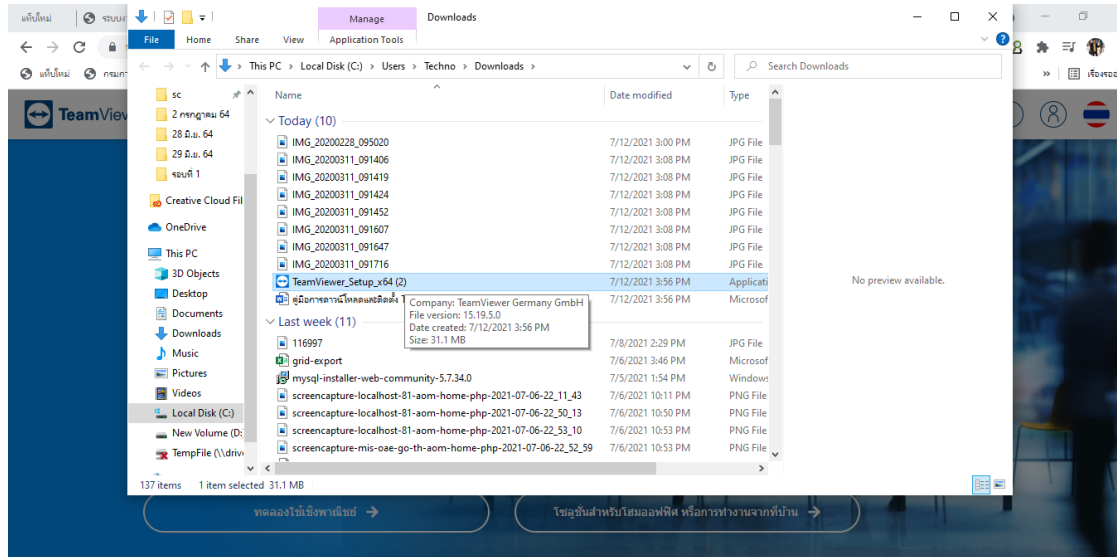 แท็บใหม่
Manage
Downloads
File
Home
Share
View
Application Tools
This PC
Local Disk (C:)
Users
Techno
Downloads
Search Downloads
แท็บใหม่
TeamView
sc
2 กรกฎาคม 64
28 มิ.ย. 64
29 มิ.ย. 64
รอบที่ 1
Creative Cloud Fil
OneDrive
This PC
3D Objects
Desktop
Documents
Downloads
Music
Pictures
Videos
Local Disk (C:)
New Volume (D:
TempFile (\\driv
Name
Date modified
Type
Today (10)
IMG_20200228_095020 7/12/2021 3:00 PM JPG File
IMG_20200311_091406 7/12/2021 3:08 PM JPG File
IMG_20200311_091419 7/12/2021 3:08 PM JPG File
IMG_20200311_091424 7/12/2021 3:08 PM JPG File
IMG_20200311_091452 7/12/2021 3:08 PM JPG File
IMG_20200311_091607 7/12/2021 3:08 PM JPG File
IMG_20200311_091647 7/12/2021 3:08 PM JPG File
IMG_20200311_091716 7/12/2021 3:08 PM JPG File
TeamViewer_Setup_x64 (2) 7/12/2021 3:56 PM Applicati
คู่มือการดาวน์โหลดและติดตั้ง 7/12/2021 3:56 PM Microsof
Company: TeamViewer Germany GmbH
File version: 15.19.5.0
Date created: 7/12/2021 3:56 PM
Size: 31.1 MB
Last week (11)
116997 7/8/2021 2:29 PM JPG File
grid-export 7/6/2021 3:46 PM Microsof
mysql-installer-web-community-5.7.34.0 7/5/2021 1:54 PM Windows
screencapture-localhost-81-aom-home-php-2021-07-06-22_11_43 7/6/2021 10:11 PM PNG File
screencapture-localhost-81-aom-home-php-2021-07-06-22_50_13 7/6/2021 10:50 PM PNG File
screencapture-localhost-81-aom-home-php-2021-07-06-22_53_10 7/6/2021 10:53 PM PNG File
screencapture-mis-oae-go-th-aom-home-php-2021-07-06-22_52_59 7/6/2021 10:53 PM PNG File
No preview available.
137 items
1 item selected 31.1 MB
ทดลองใช้เชิงพาณิชย์
โซลูชันสำหรับโฮมออฟฟิศ หรือการทำงานจากที่บ้าน